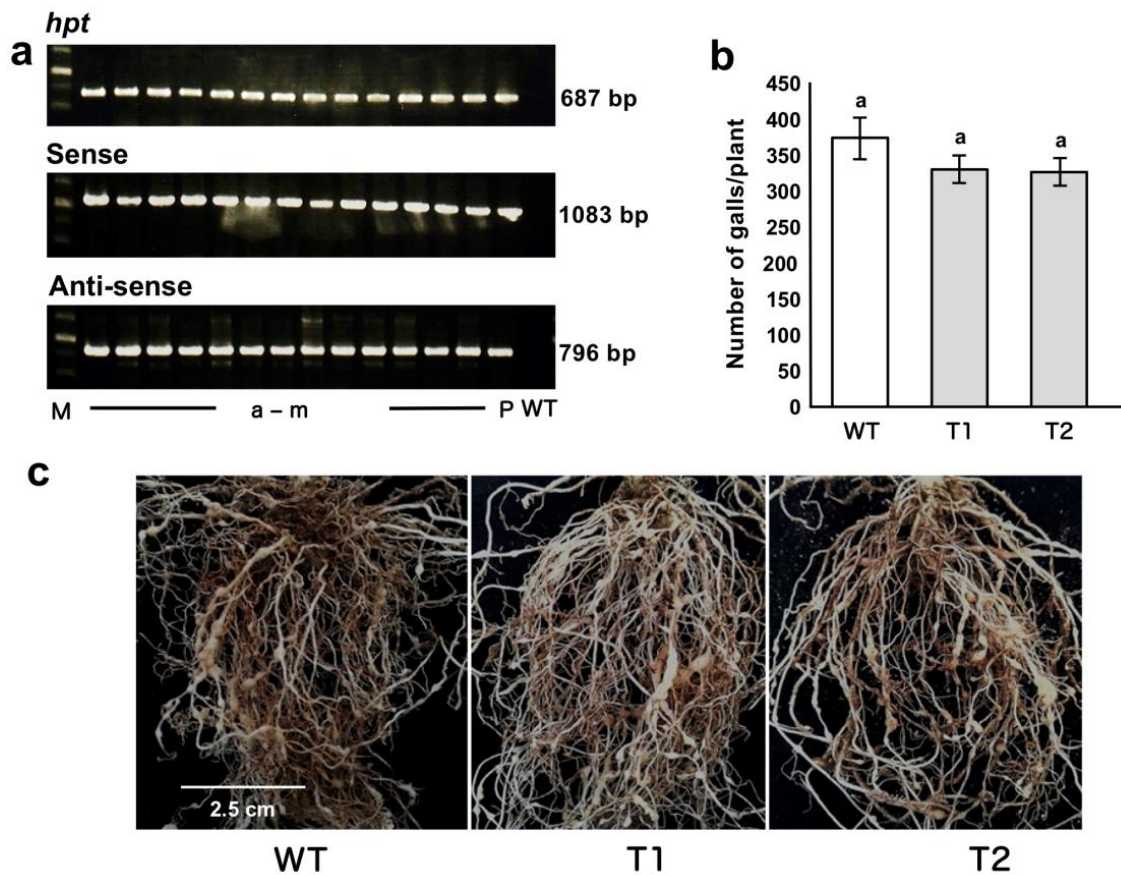 a
hpt
687 bp
Sense
1083 bp
Anti-sense
796 bp
M a – m P WT
b
Number of galls/plant
450
400
350
300
250
200
150
100
50
0
a a a
WT T1 T2
c
2.5 cm
WT T1 T2